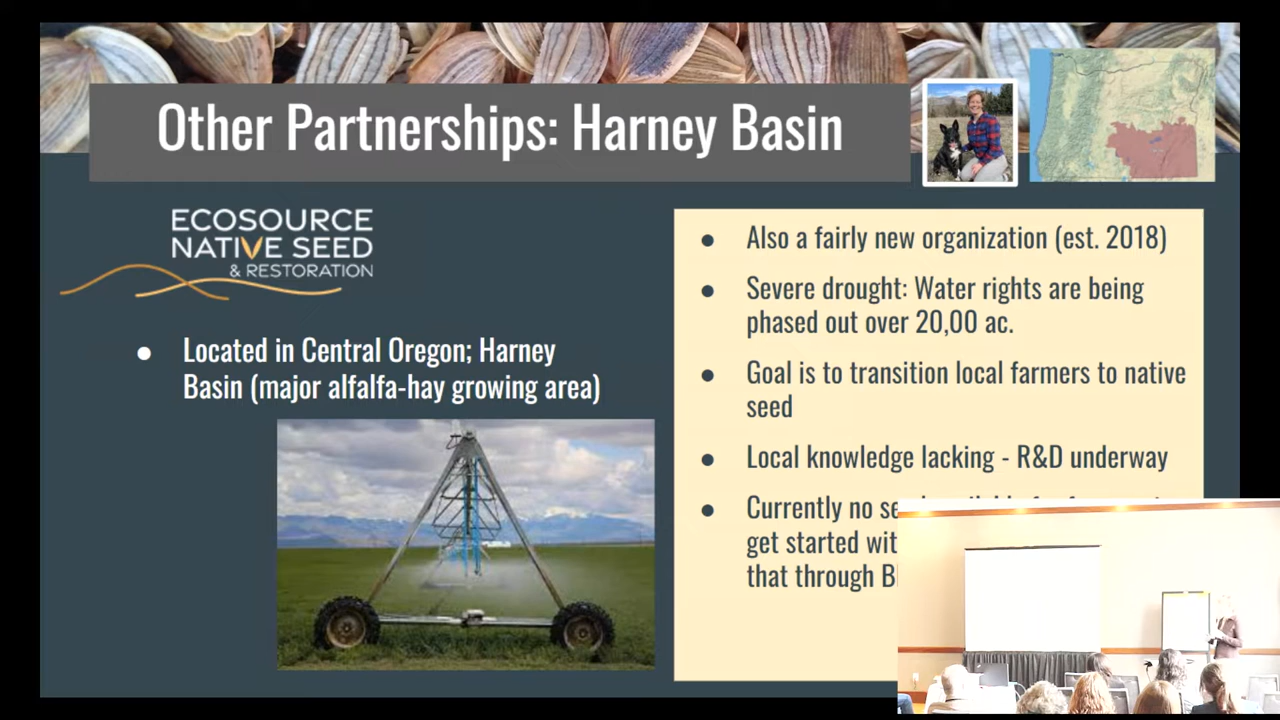 Other Partnerships: Harney Basin
ECOSOURCE
NATIVE SEED
& RESTORATION
Located in Central Oregon; Harney
Basin (major alfalfa-hay growing area)
Also a fairly new organization (est. 2018)
Severe drought: Water rights are being
phased out over 20,00 ac.
Goal is to transition local farmers to native
seed
Local knowledge lacking - R&D underway
Currently no
get started
that through